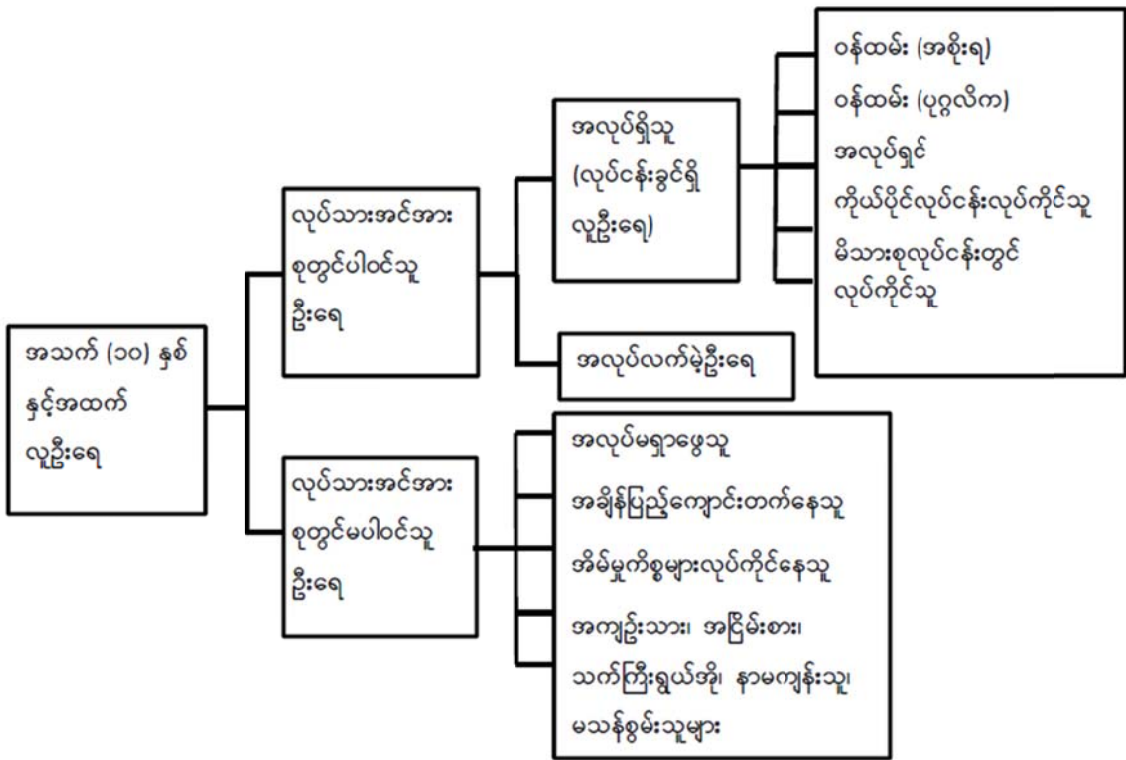 အသက် (၁၀) နှစ်
နှင့်အထက်
လူဦးရေ
လုပ်သားအင်အား
စုတွင်ပါဝင်သူ
ဦးရေ
အလုပ်ရှိသူ
(လုပ်ငန်းခွင်ရှိ
လူဦးရေ)
ဝန်ထမ်း (အစိုးရ)
ဝန်ထမ်း (ပုဂ္ဂလိက)
အလုပ်ရှင်
ကိုယ်ပိုင်လုပ်ငန်းလုပ်ကိုင်သူ
မိသားစုလုပ်ငန်းတွင်
လုပ်ကိုင်သူ
အလုပ်လက်မဲ့ဦးရေ
လုပ်သားအင်အား
စုတွင်မပါဝင်သူ
ဦးရေ
အလုပ်မရှာဖွေသူ
အချိန်ပြည့်ကျောင်းတက်နေသူ
အိမ်မှုကိစ္စများလုပ်ကိုင်နေသူ
အကျဉ်းသား၊ အငြိမ်းစား၊
သက်ကြီးရွယ်အို၊ နာမကျန်းသူ၊
မသန်စွမ်းသူများ